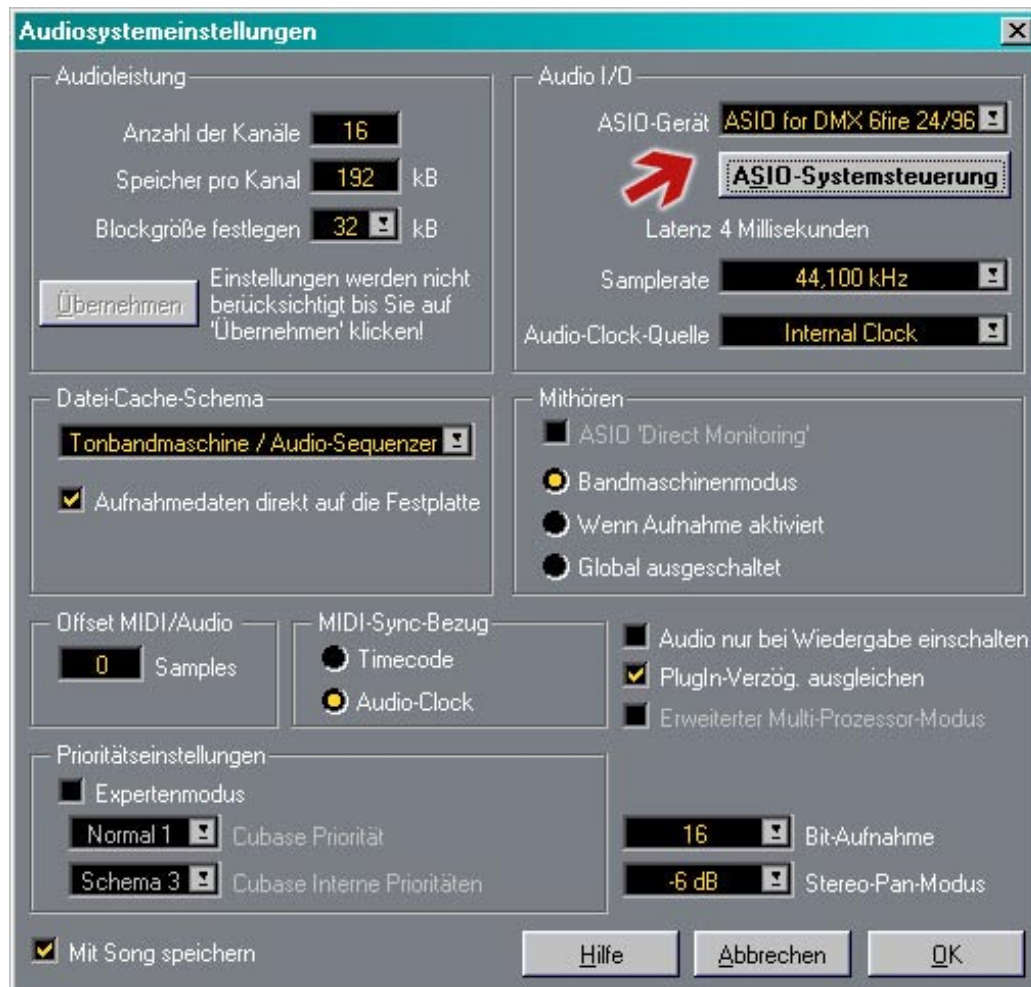 Audiosystemeinstellungen
Audioleistung
Anzahl der Kanäle 16
Speicher pro Kanal 192 kB
Blockgröße festlegen 32 kB
Übernehmen
Einstellungen werden nicht
berücksichtigt bis Sie auf
'Übernehmen' klicken!
Audio I/O
ASIO-Gerät ASIO for DMX 6fire 24/96
ASIO-Systemsteuerung
Latenz 4 Millisekunden
Samplerate 44,100 kHz
Audio-Clock-Quelle Internal Clock
Datei-Cache-Schema
Tonbandmaschine / Audio-Sequenzer
Aufnahmedaten direkt auf die Festplatte
Mithören
ASIO 'Direct Monitoring'
Bandmaschinenmodus
Wenn Aufnahme aktiviert
Global ausgeschaltet
Offset MIDI/Audio
0 Samples
MIDI-Sync-Bezug
Timecode
Audio-Clock
Audio nur bei Wiedergabe einschalten
PlugIn-Verzög. ausgleichen
Erweiterter Multi-Prozessor-Modus
Prioritätseinstellungen
Expertenmodus
Normal 1 Cubase Priorität
Schema 3 Cubase Interne Prioritäten
16 Bit-Aufnahme
-6 dB Stereo-Pan-Modus
Mit Song speichern
Hilfe
Abbrechen
OK